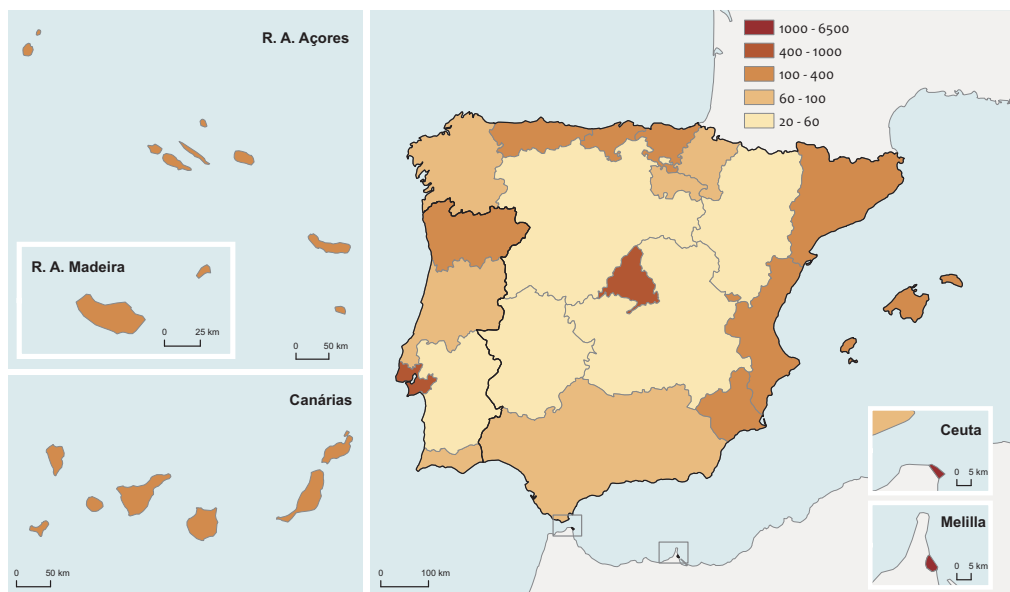 R. A. Açores
R. A. Madeira
0 25 km
0 50 km
Canárias
0 50 km
1000 - 6500
400 - 1000
100 - 400
60 - 100
20 - 60
0 100 km
Ceuta
0 5 km
Melilla
0 5 km